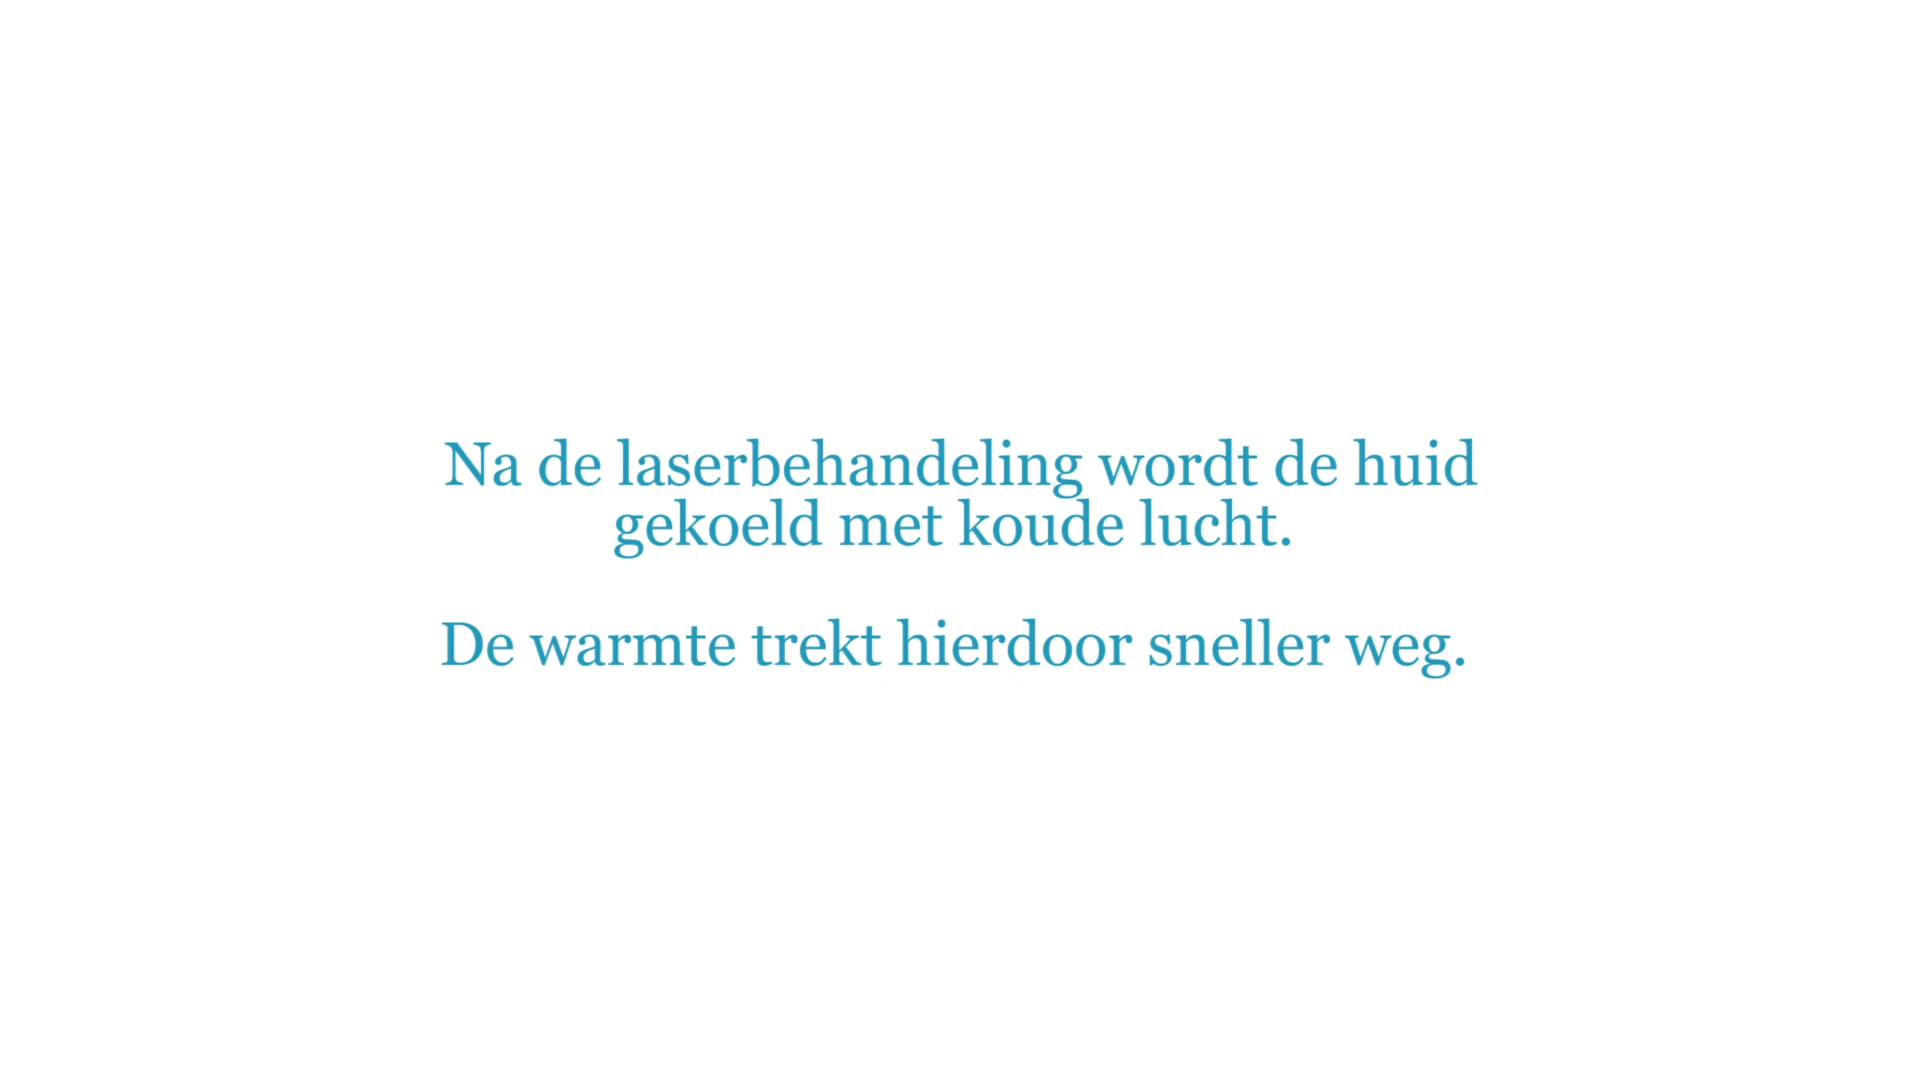 Na de laserbehandeling wordt de huid
gekoeld met koude lucht.
De warmte trekt hierdoor sneller weg.